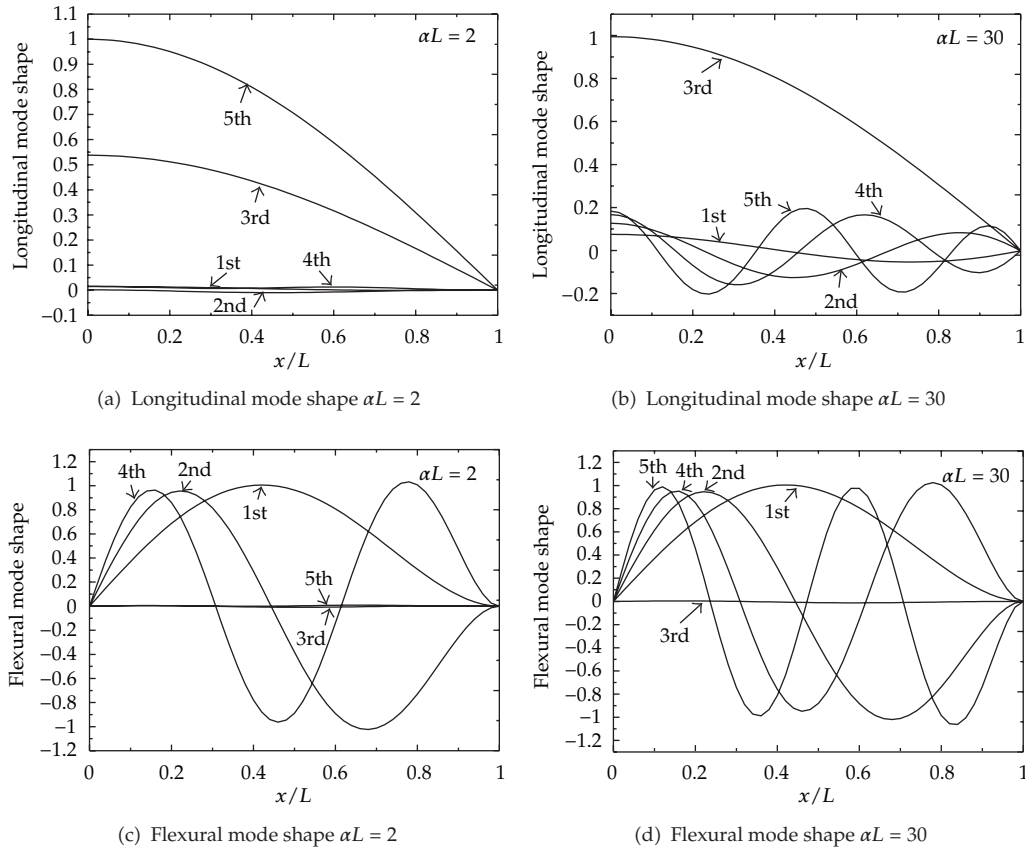 1.1
1
0.9
0.8
0.7
0.6
0.5
0.4
0.3
0.2
0.1
0
−0.1
Longitudinal mode shape
αL = 2
5th
3rd
1st
4th
2nd
0 0.2 0.4 0.6 0.8 1
x/L
(a) Longitudinal mode shape αL = 2
1
0.8
0.6
0.4
0.2
0
−0.2
Longitudinal mode shape
αL = 30
3rd
5th
4th
1st
2nd
0 0.2 0.4 0.6 0.8 1
x/L
(b) Longitudinal mode shape αL = 30
1.2
1
0.8
0.6
0.4
0.2
0
−0.2
−0.4
−0.6
−0.8
−1
−1.2
Flexural mode shape
αL = 2
4th
2nd
1st
5th
3rd
0 0.2 0.4 0.6 0.8 1
x/L
(c) Flexural mode shape αL = 2
1.2
1
0.8
0.6
0.4
0.2
0
−0.2
−0.4
−0.6
−0.8
−1
−1.2
Flexural mode shape
αL = 30
5th
4th
2nd
1st
3rd
0 0.2 0.4 0.6 0.8 1
x/L
(d) Flexural mode shape αL = 30